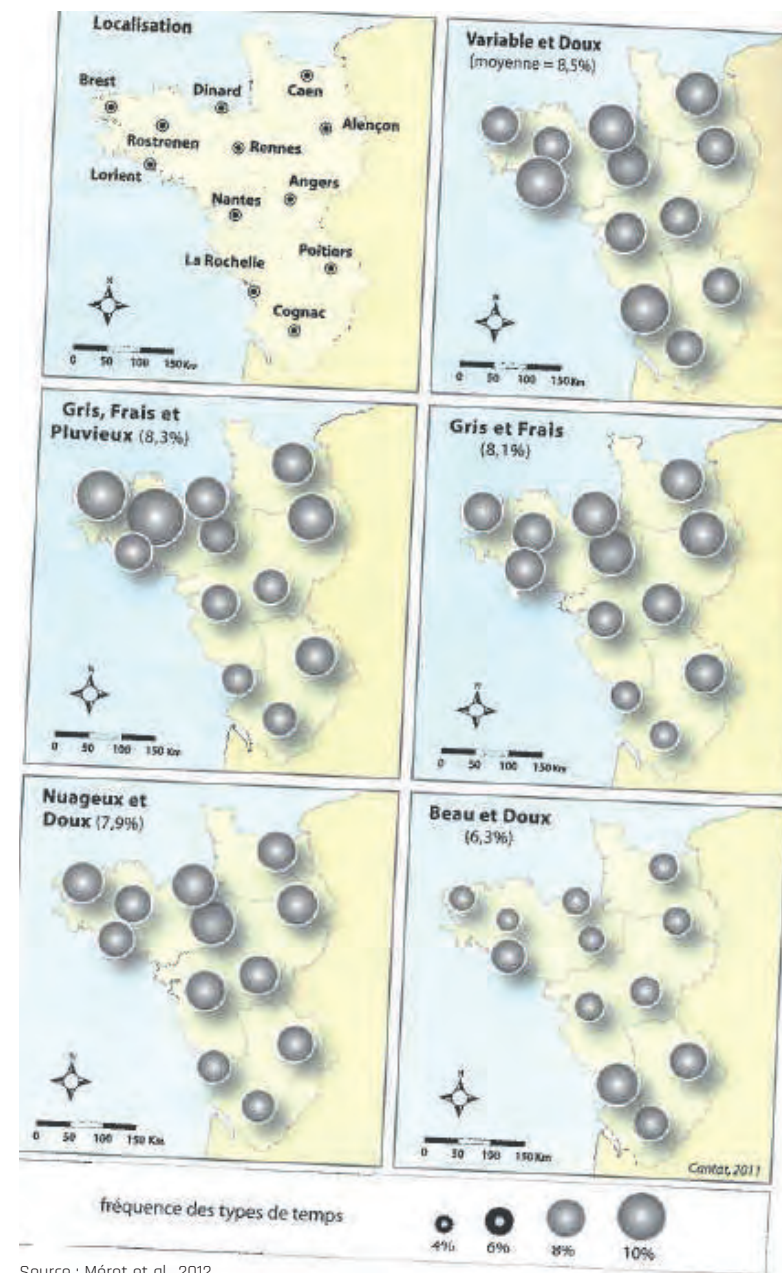 Localisation
Brest
Dinard
Caen
Alençon
Rostrenen
Rennes
Lorient
Angers
Nantes
La Rochelle
Poitiers
Cognac
N
0 50 100 150 Km
Variable et Doux
(moyenne = 8,5%)
N
0 50 100 150 Km
Gris, Frais et
Pluvieux (8,3%)
N
0 50 100 150 Km
Gris et Frais
(8,1%)
N
0 50 100 150 Km
Nuageux et
Doux (7,9%)
N
0 50 100 150 Km
Beau et Doux
(6,3%)
N
0 50 100 150 Km
Cantat, 2011
fréquence des types de temps
4% 6% 8% 10%
Source : Mérot et al., 2012